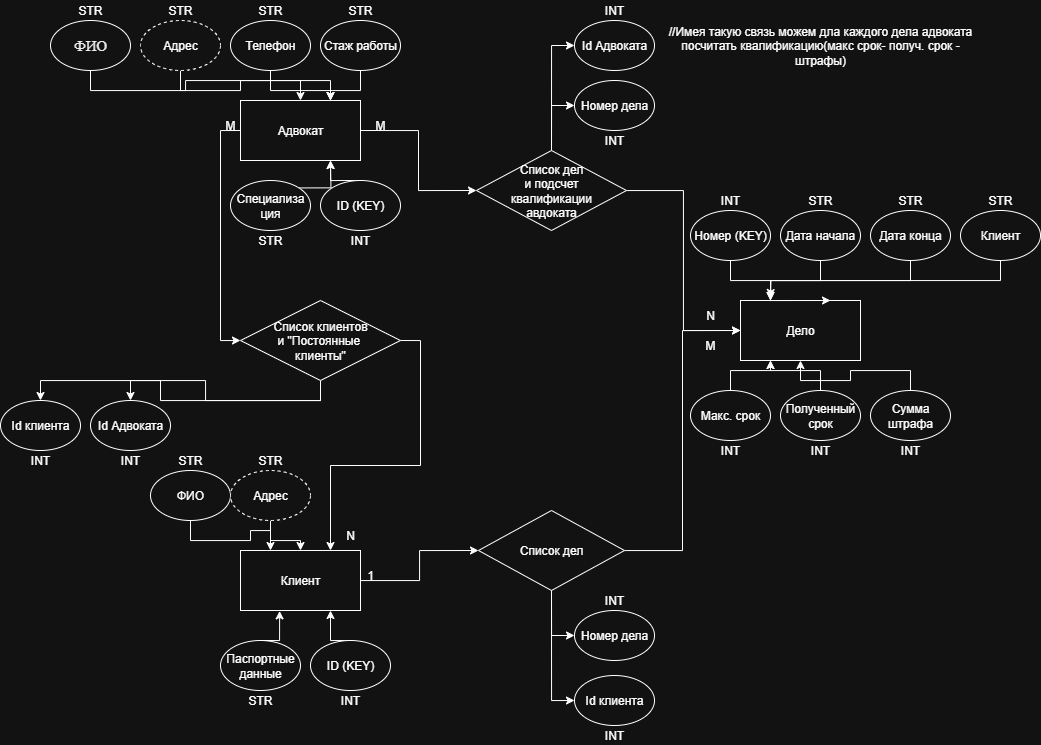 STR
STR
STR
STR
ФИО
Адрес
Телефон
Стаж работы
INT
Id Адвоката
//Имея такую связь можем дла каждого дела адвоката
посчитать квалификацию(макс срок- получ. срок -
штрафы)
Номер дела
INT
M
Адвокат
M
Список дел
и подсчет
квалификации
авдоката
Специализа
ция
ID (KEY)
STR
INT
INT
STR
STR
STR
Номер (KEY)
Дата начала
Дата конца
Клиент
N
M
Дело
Список клиентов
и "Постоянные
клиенты"
Id клиента
Id Адвоката
INT
INT
Макс. срок
Полученный
срок
Сумма
штрафа
INT
INT
INT
STR
STR
ФИО
Адрес
N
Клиент
1
Список дел
Паспортные
данные
ID (KEY)
STR
INT
INT
Номер дела
Id клиента
INT